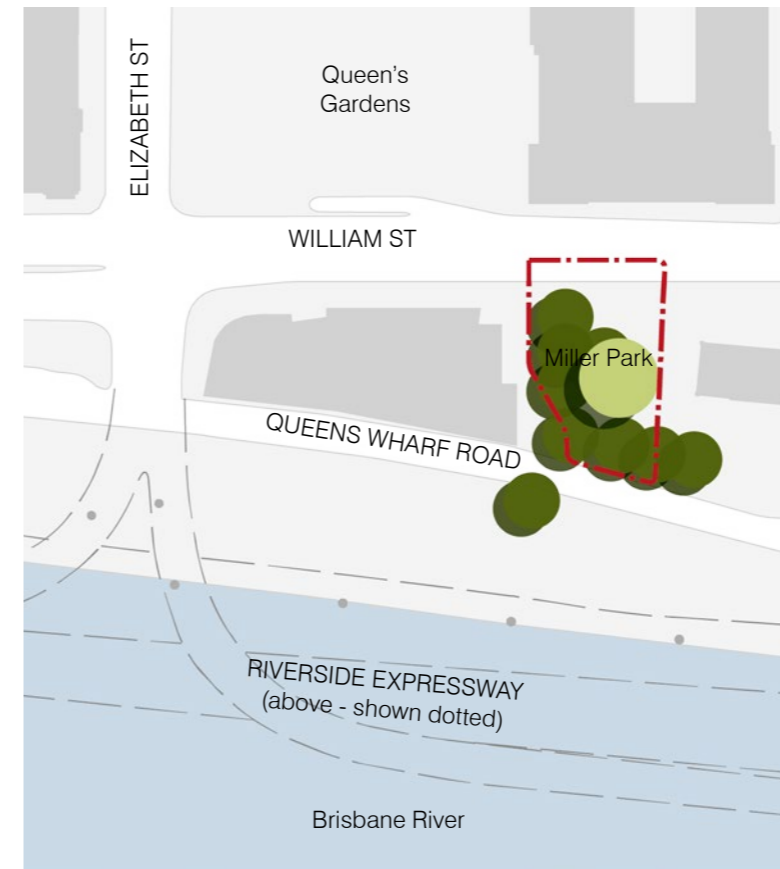 ELIZABETH ST
Queen's
Gardens
WILLIAM ST
Miller Park
QUEENS WHARF ROAD
RIVERSIDE EXPRESSWAY
(above - shown dotted)
Brisbane River